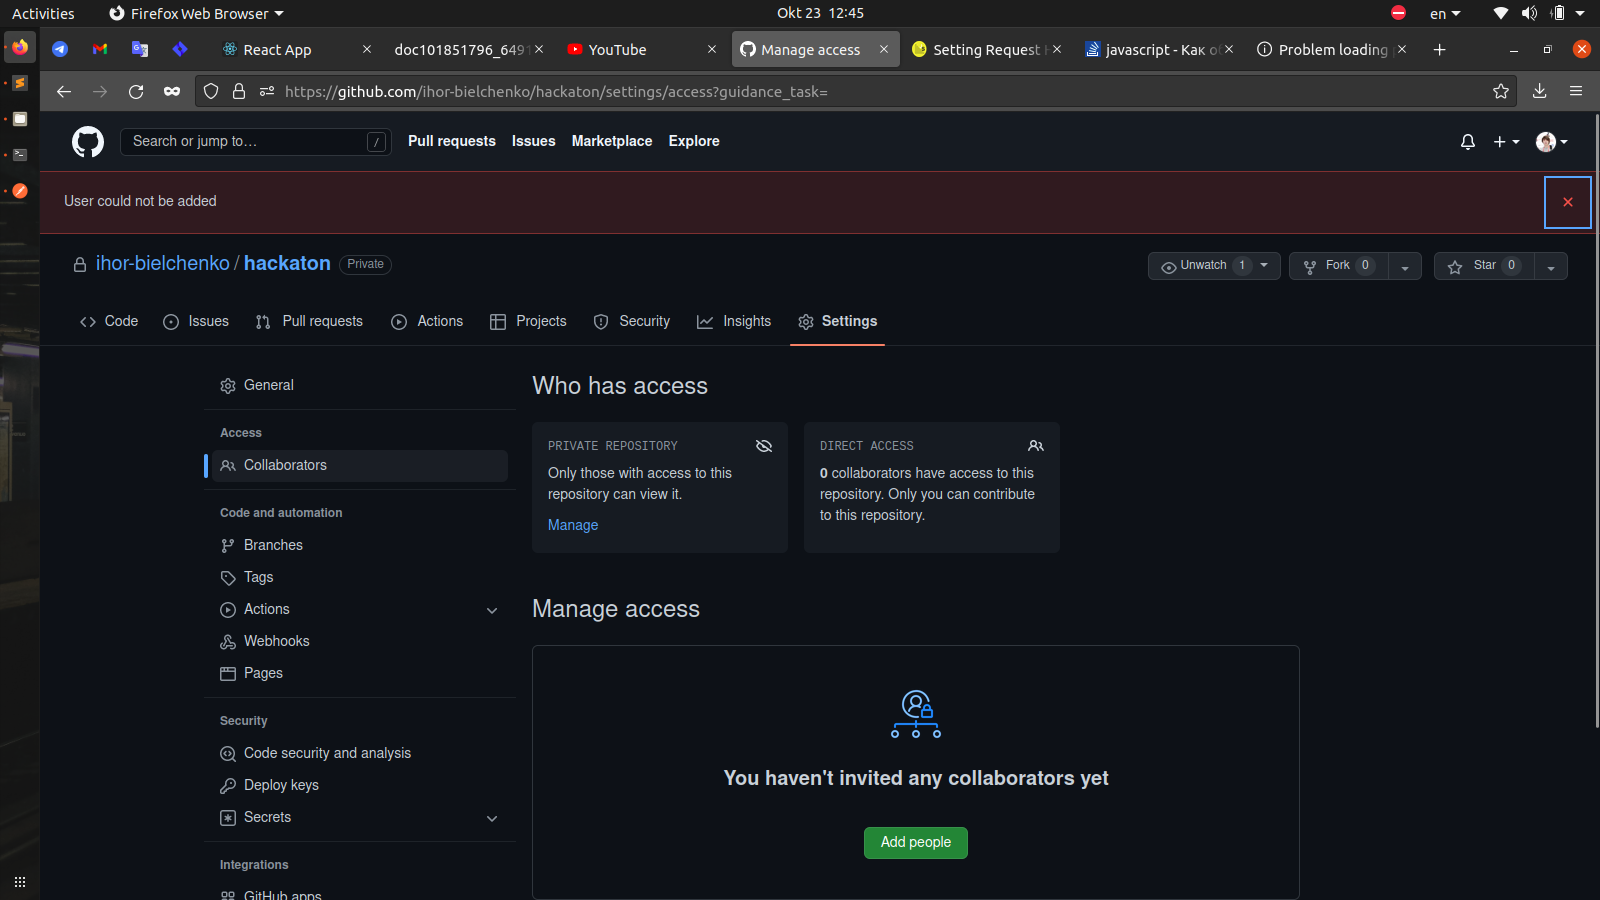 Activities
Firefox Web Browser
Okt 23 12:45
en
React App
doc101851796_6491
YouTube
Manage access
Setting Request
javascript - Как об
Problem loading
https://github.com/ihor-bielchenko/hackaton/settings/access?guidance_task=
Search or jump to…
/
Pull requests
Issues
Marketplace
Explore
User could not be added
ihor-bielchenko / hackaton
Private
Unwatch 1
Fork 0
Star 0
Code
Issues
Pull requests
Actions
Projects
Security
Insights
Settings
General
Access
Collaborators
Code and automation
Branches
Tags
Actions
Webhooks
Pages
Security
Code security and analysis
Deploy keys
Secrets
Integrations
GitHub apps
Who has access
PRIVATE REPOSITORY
Only those with access to this
repository can view it.
Manage
DIRECT ACCESS
0 collaborators have access to this
repository. Only you can contribute
to this repository.
Manage access
You haven't invited any collaborators yet
Add people